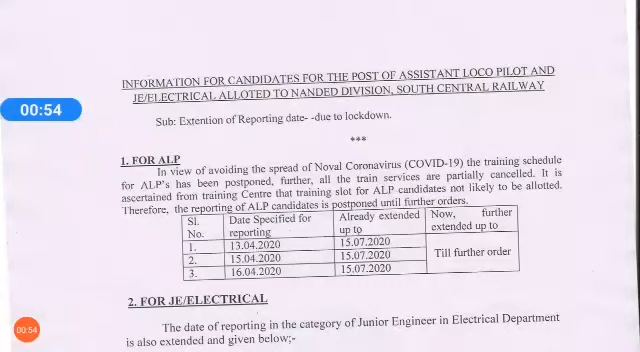 INFORMATION FOR CANDIDATES FOR THE POST OF ASSISTANT LOCO PILOT AND
JE/ELECTRICAL ALLOTED TO NANDED DIVISION, SOUTH CENTRAL RAILWAY
00:54
Sub: Extention of Reporting date- -due to lockdown.
***
1. FOR ALP
In view of avoiding the spread of Noval Coronavirus (COVID-19) the training schedule
for ALP's has been postponed, further, all the train services are partially cancelled. It is
ascertained from training Centre that training slot for ALP candidates not likely to be allotted.
Therefore, the reporting of ALP candidates is postponed until further orders.
Sl. No. Date Specified for reporting Already extended up to Now, further extended up to
1. 13.04.2020 15.07.2020 Till further order
2. 15.04.2020 15.07.2020
3. 16.04.2020 15.07.2020
2. FOR JE/ELECTRICAL
00:54
The date of reporting in the category of Junior Engineer in Electrical Department
is also extended and given below;-